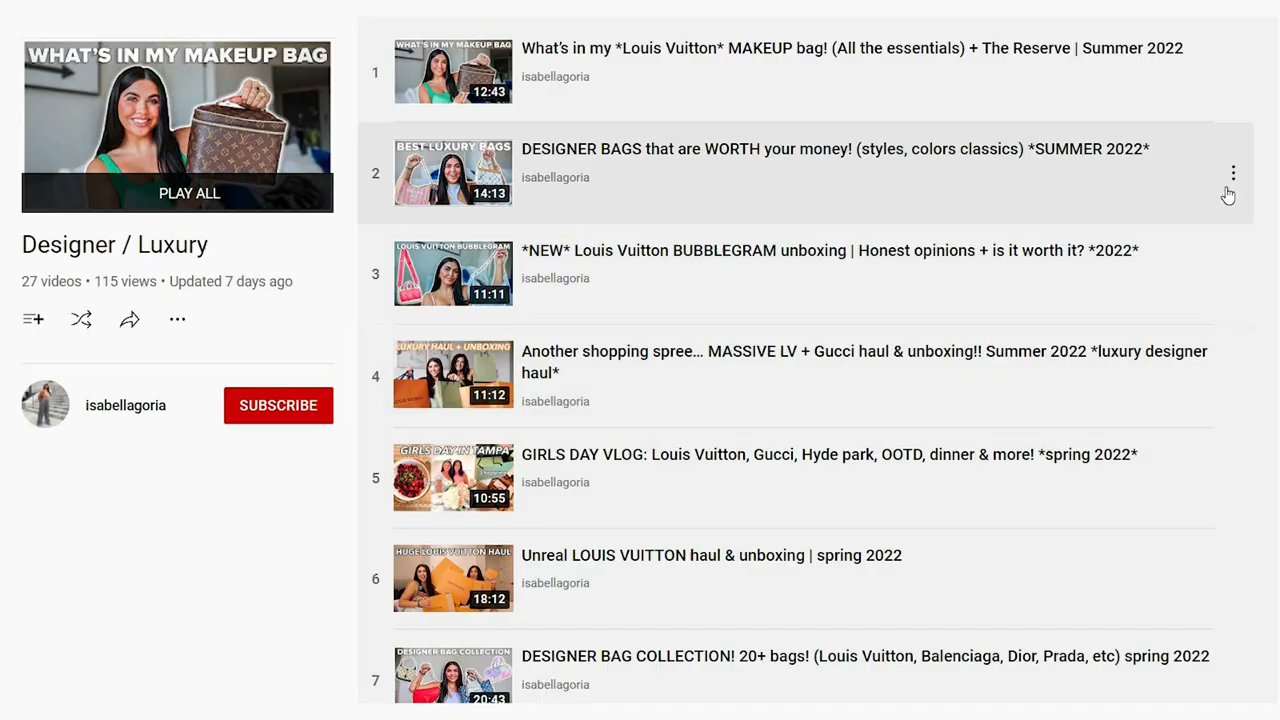 WHAT'S IN MY MAKEUP BAG
PLAY ALL
Designer / Luxury
27 videos • 115 views • Updated 7 days ago
isabellagoria
SUBSCRIBE
1
WHAT'S IN MY MAKEUP BAG
12:43
What's in my *Louis Vuitton* MAKEUP bag! (All the essentials) + The Reserve | Summer 2022
isabellagoria
2
BEST LUXURY BAGS
14:13
DESIGNER BAGS that are WORTH your money! (styles, colors classics) *SUMMER 2022*
isabellagoria
3
LOUIS VUITTON BUBBLEGRAM
11:11
*NEW* Louis Vuitton BUBBLEGRAM unboxing | Honest opinions + is it worth it? *2022*
isabellagoria
4
LUXURY HAUL + UNBOXING
11:12
Another shopping spree... MASSIVE LV + Gucci haul & unboxing!! Summer 2022 *luxury designer
haul*
isabellagoria
5
GIRLS DAY IN TAMPA
10:55
GIRLS DAY VLOG: Louis Vuitton, Gucci, Hyde park, OOTD, dinner & more! *spring 2022*
isabellagoria
6
HUGE LOUIS VUITTON HAUL
18:12
Unreal LOUIS VUITTON haul & unboxing | spring 2022
isabellagoria
7
DESIGNER BAG COLLECTION
20:43
DESIGNER BAG COLLECTION! 20+ bags! (Louis Vuitton, Balenciaga, Dior, Prada, etc) spring 2022
isabellagoria